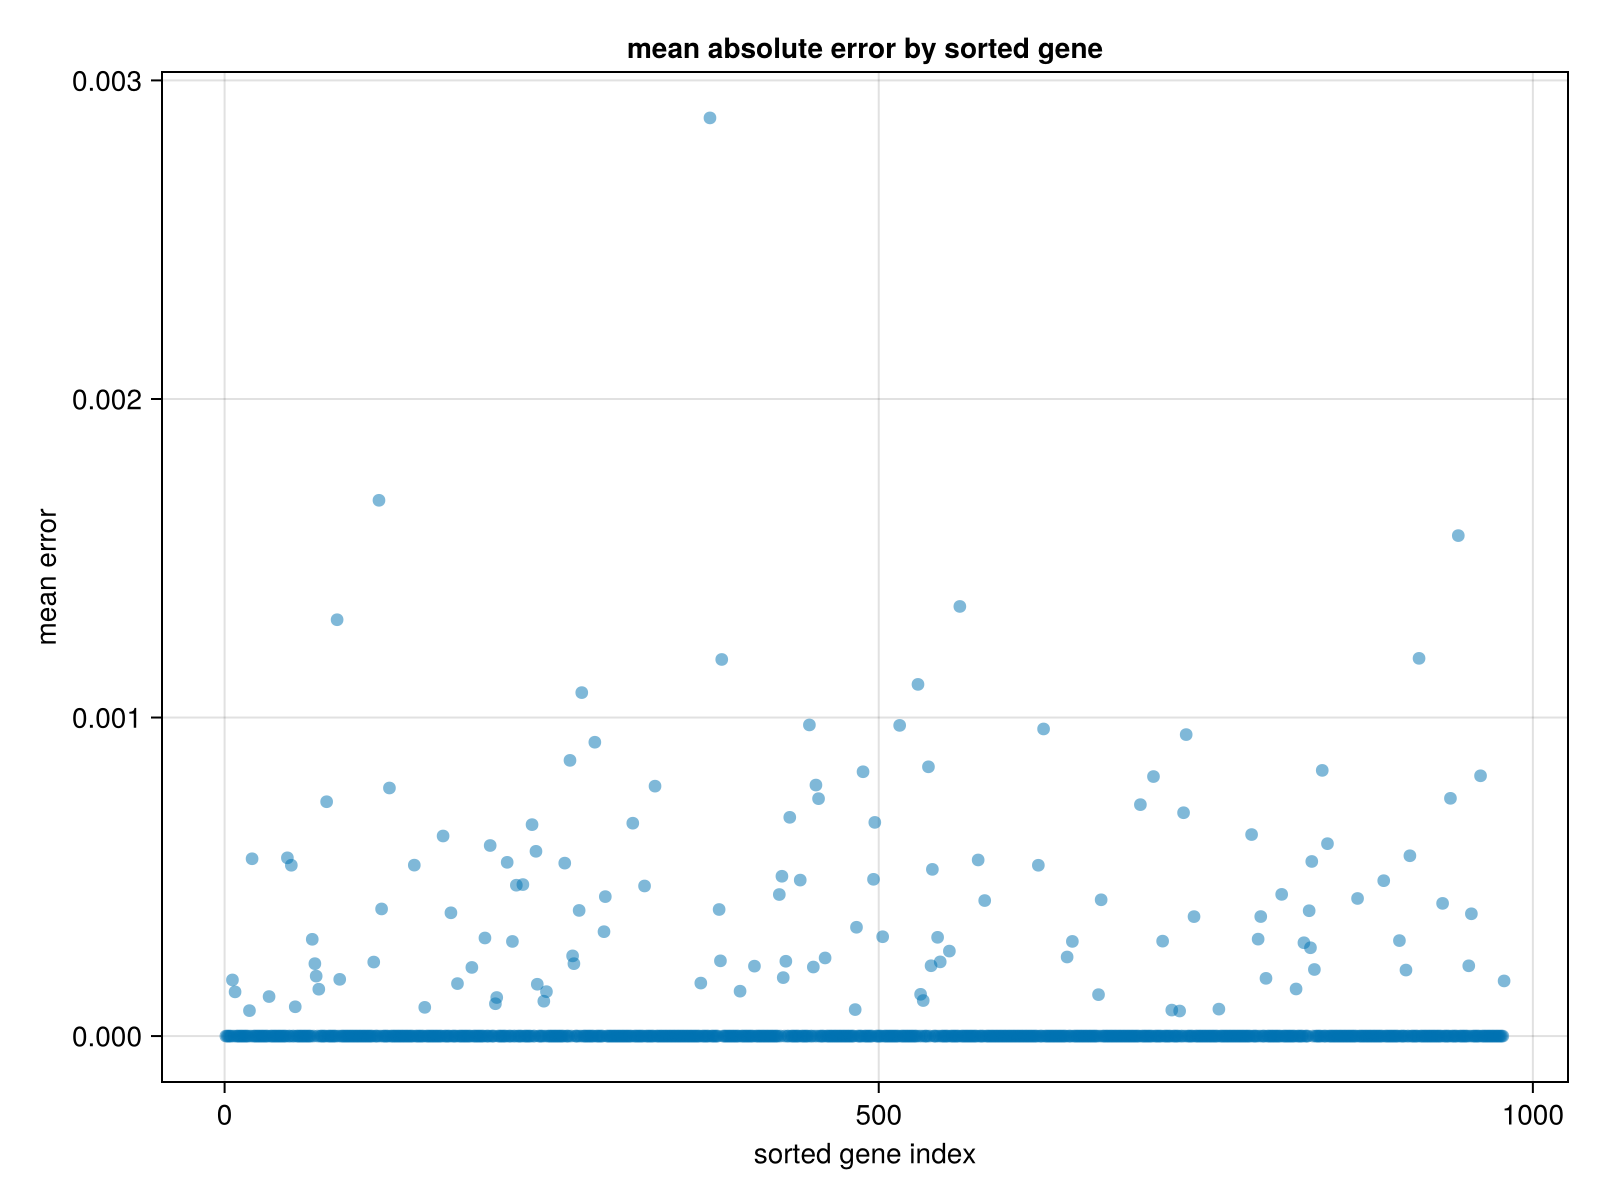 mean absolute error by sorted gene
0.003
0.002
0.001
0.000
mean error
0
500
1000
sorted gene index